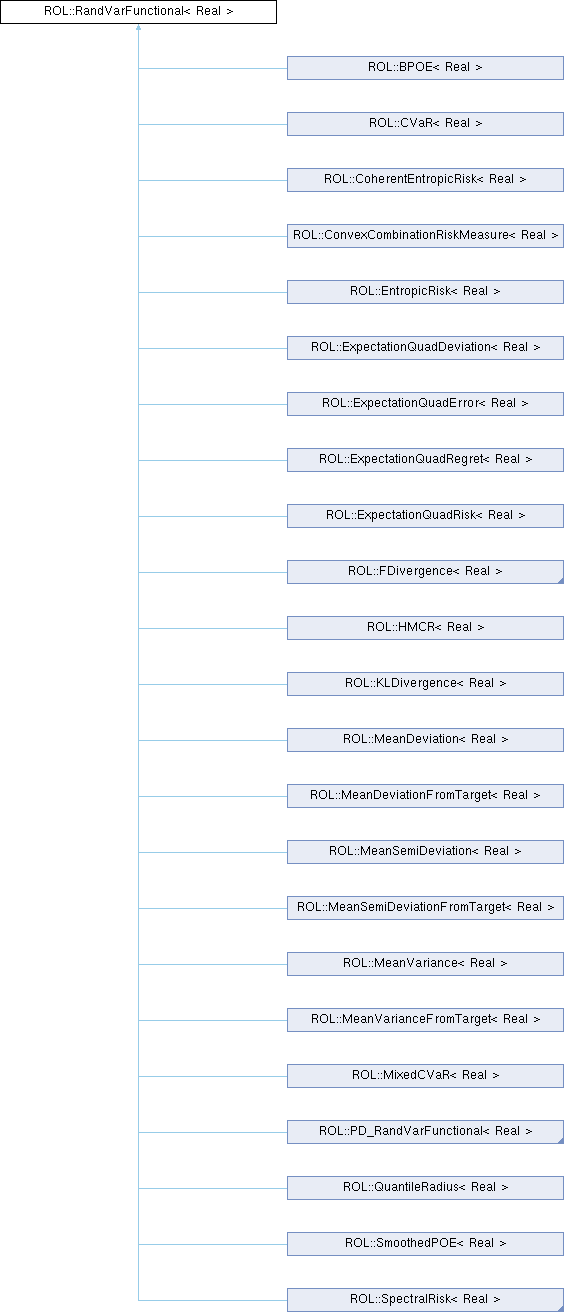 ROL::RandVarFunctional< Real >
ROL::BPOE< Real >
ROL::CVaR< Real >
ROL::CoherentEntropicRisk< Real >
ROL::ConvexCombinationRiskMeasure< Real >
ROL::EntropicRisk< Real >
ROL::ExpectationQuadDeviation< Real >
ROL::ExpectationQuadError< Real >
ROL::ExpectationQuadRegret< Real >
ROL::ExpectationQuadRisk< Real >
ROL::FDivergence< Real >
ROL::HMCR< Real >
ROL::KLDivergence< Real >
ROL::MeanDeviation< Real >
ROL::MeanDeviationFromTarget< Real >
ROL::MeanSemiDeviation< Real >
ROL::MeanSemiDeviationFromTarget< Real >
ROL::MeanVariance< Real >
ROL::MeanVarianceFromTarget< Real >
ROL::MixedCVaR< Real >
ROL::PD_RandVarFunctional< Real >
ROL::QuantileRadius< Real >
ROL::SmoothedPOE< Real >
ROL::SpectralRisk< Real >